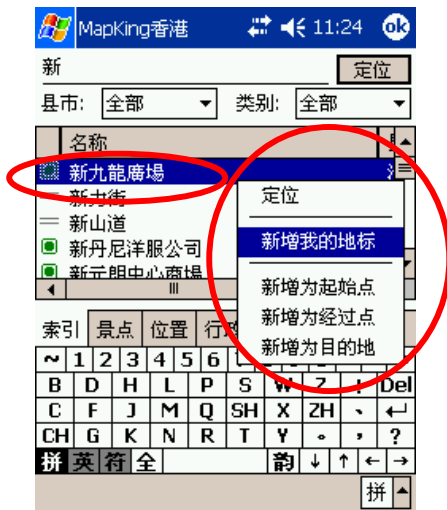 MapKing香港 11:24 ok
新 定位
县市: 全部 类别: 全部
名称
新九龍廣場
新力街
新山道
新丹尼洋服公司
新元朗中心商場
定位
新增我的地标
新增为起始点
新增为经过点
新增为目的地
索引 景点 位置 行
~ 1 2 3 4 5 6
B D H L P S W Z ! Del
C F J M Q SH X ZH 、
CH G K N R T Y 。 , ?
拼 英 符 全 韵 ↓ ↑ ← →
拼